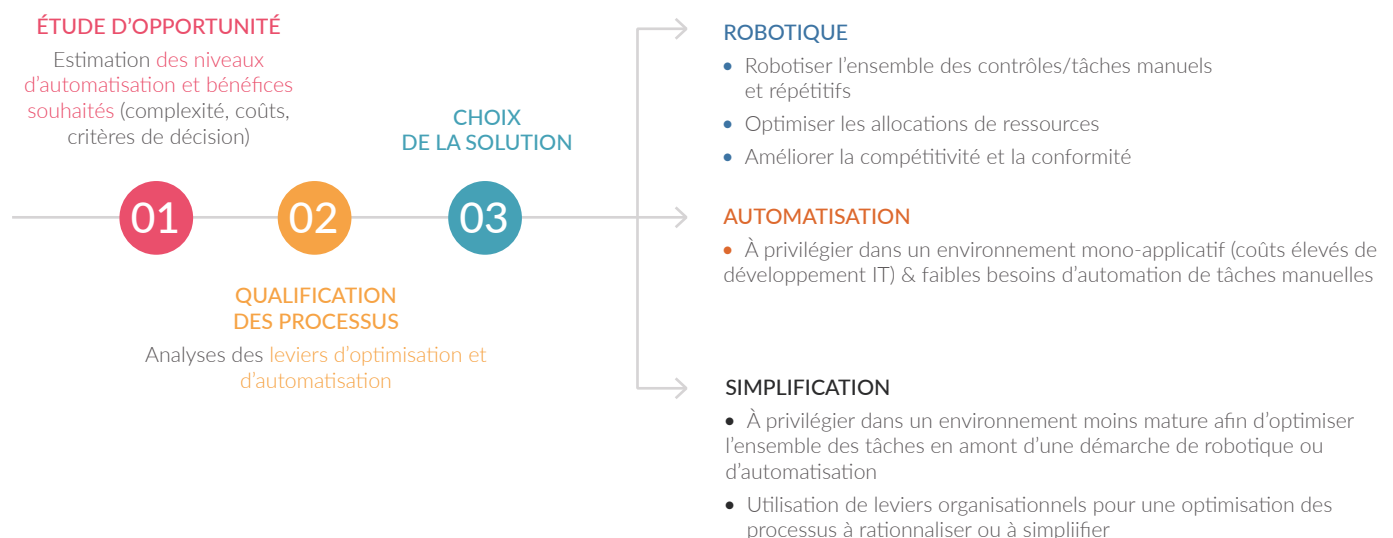 ÉTUDE D’OPPORTUNITÉ
Estimation des niveaux
d’automatisation et bénéfices
souhaités (complexité, coûts,
critères de décision)
01
02
QUALIFICATION
DES PROCESSUS
Analyses des leviers d’optimisation et
d’automatisation
CHOIX
DE LA SOLUTION
03
ROBOTIQUE
• Robotiser l’ensemble des contrôles/tâches manuels
et répétitifs
• Optimiser les allocations de ressources
• Améliorer la compétitivité et la conformité
AUTOMATISATION
• À privilégier dans un environnement mono-applicatif (coûts élevés de
développement IT) & faibles besoins d’automation de tâches manuelles
SIMPLIFICATION
• À privilégier dans un environnement moins mature afin d’optimiser
l’ensemble des tâches en amont d’une démarche de robotique ou
d’automatisation
• Utilisation de leviers organisationnels pour une optimisation des
processus à rationnaliser ou à simpliifier